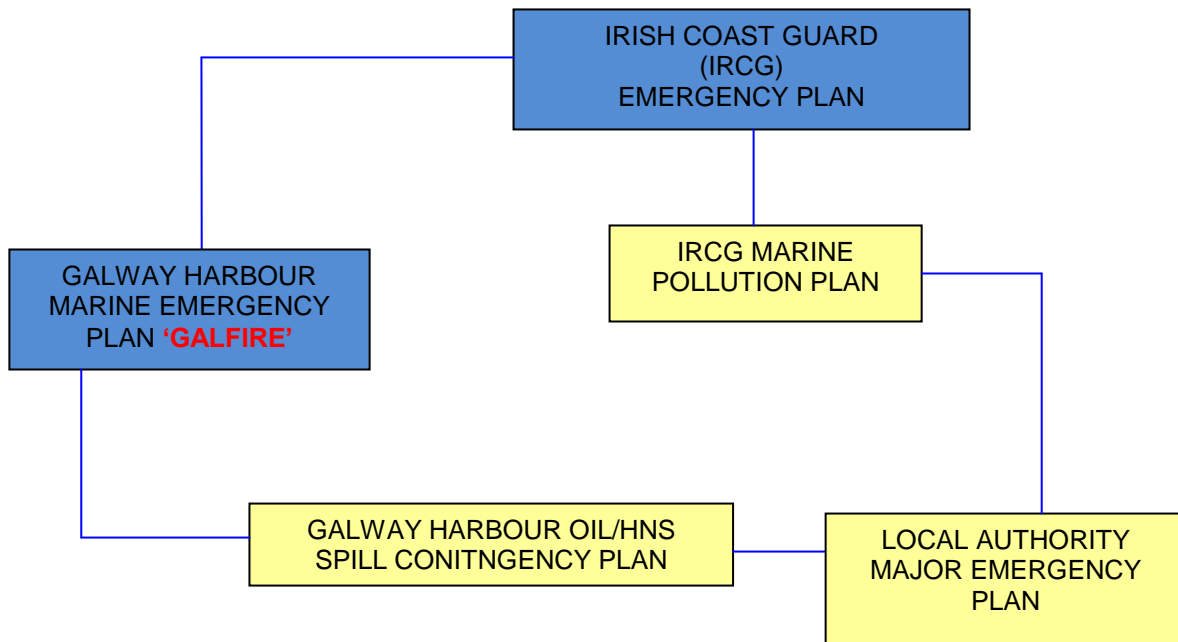 IRISH COAST GUARD
(IRCG)
EMERGENCY PLAN
IRCG MARINE
POLLUTION PLAN
GALWAY HARBOUR
MARINE EMERGENCY
PLAN ‘GALFIRE’
GALWAY HARBOUR OIL/HNS
SPILL CONITNGENCY PLAN
LOCAL AUTHORITY
MAJOR EMERGENCY
PLAN